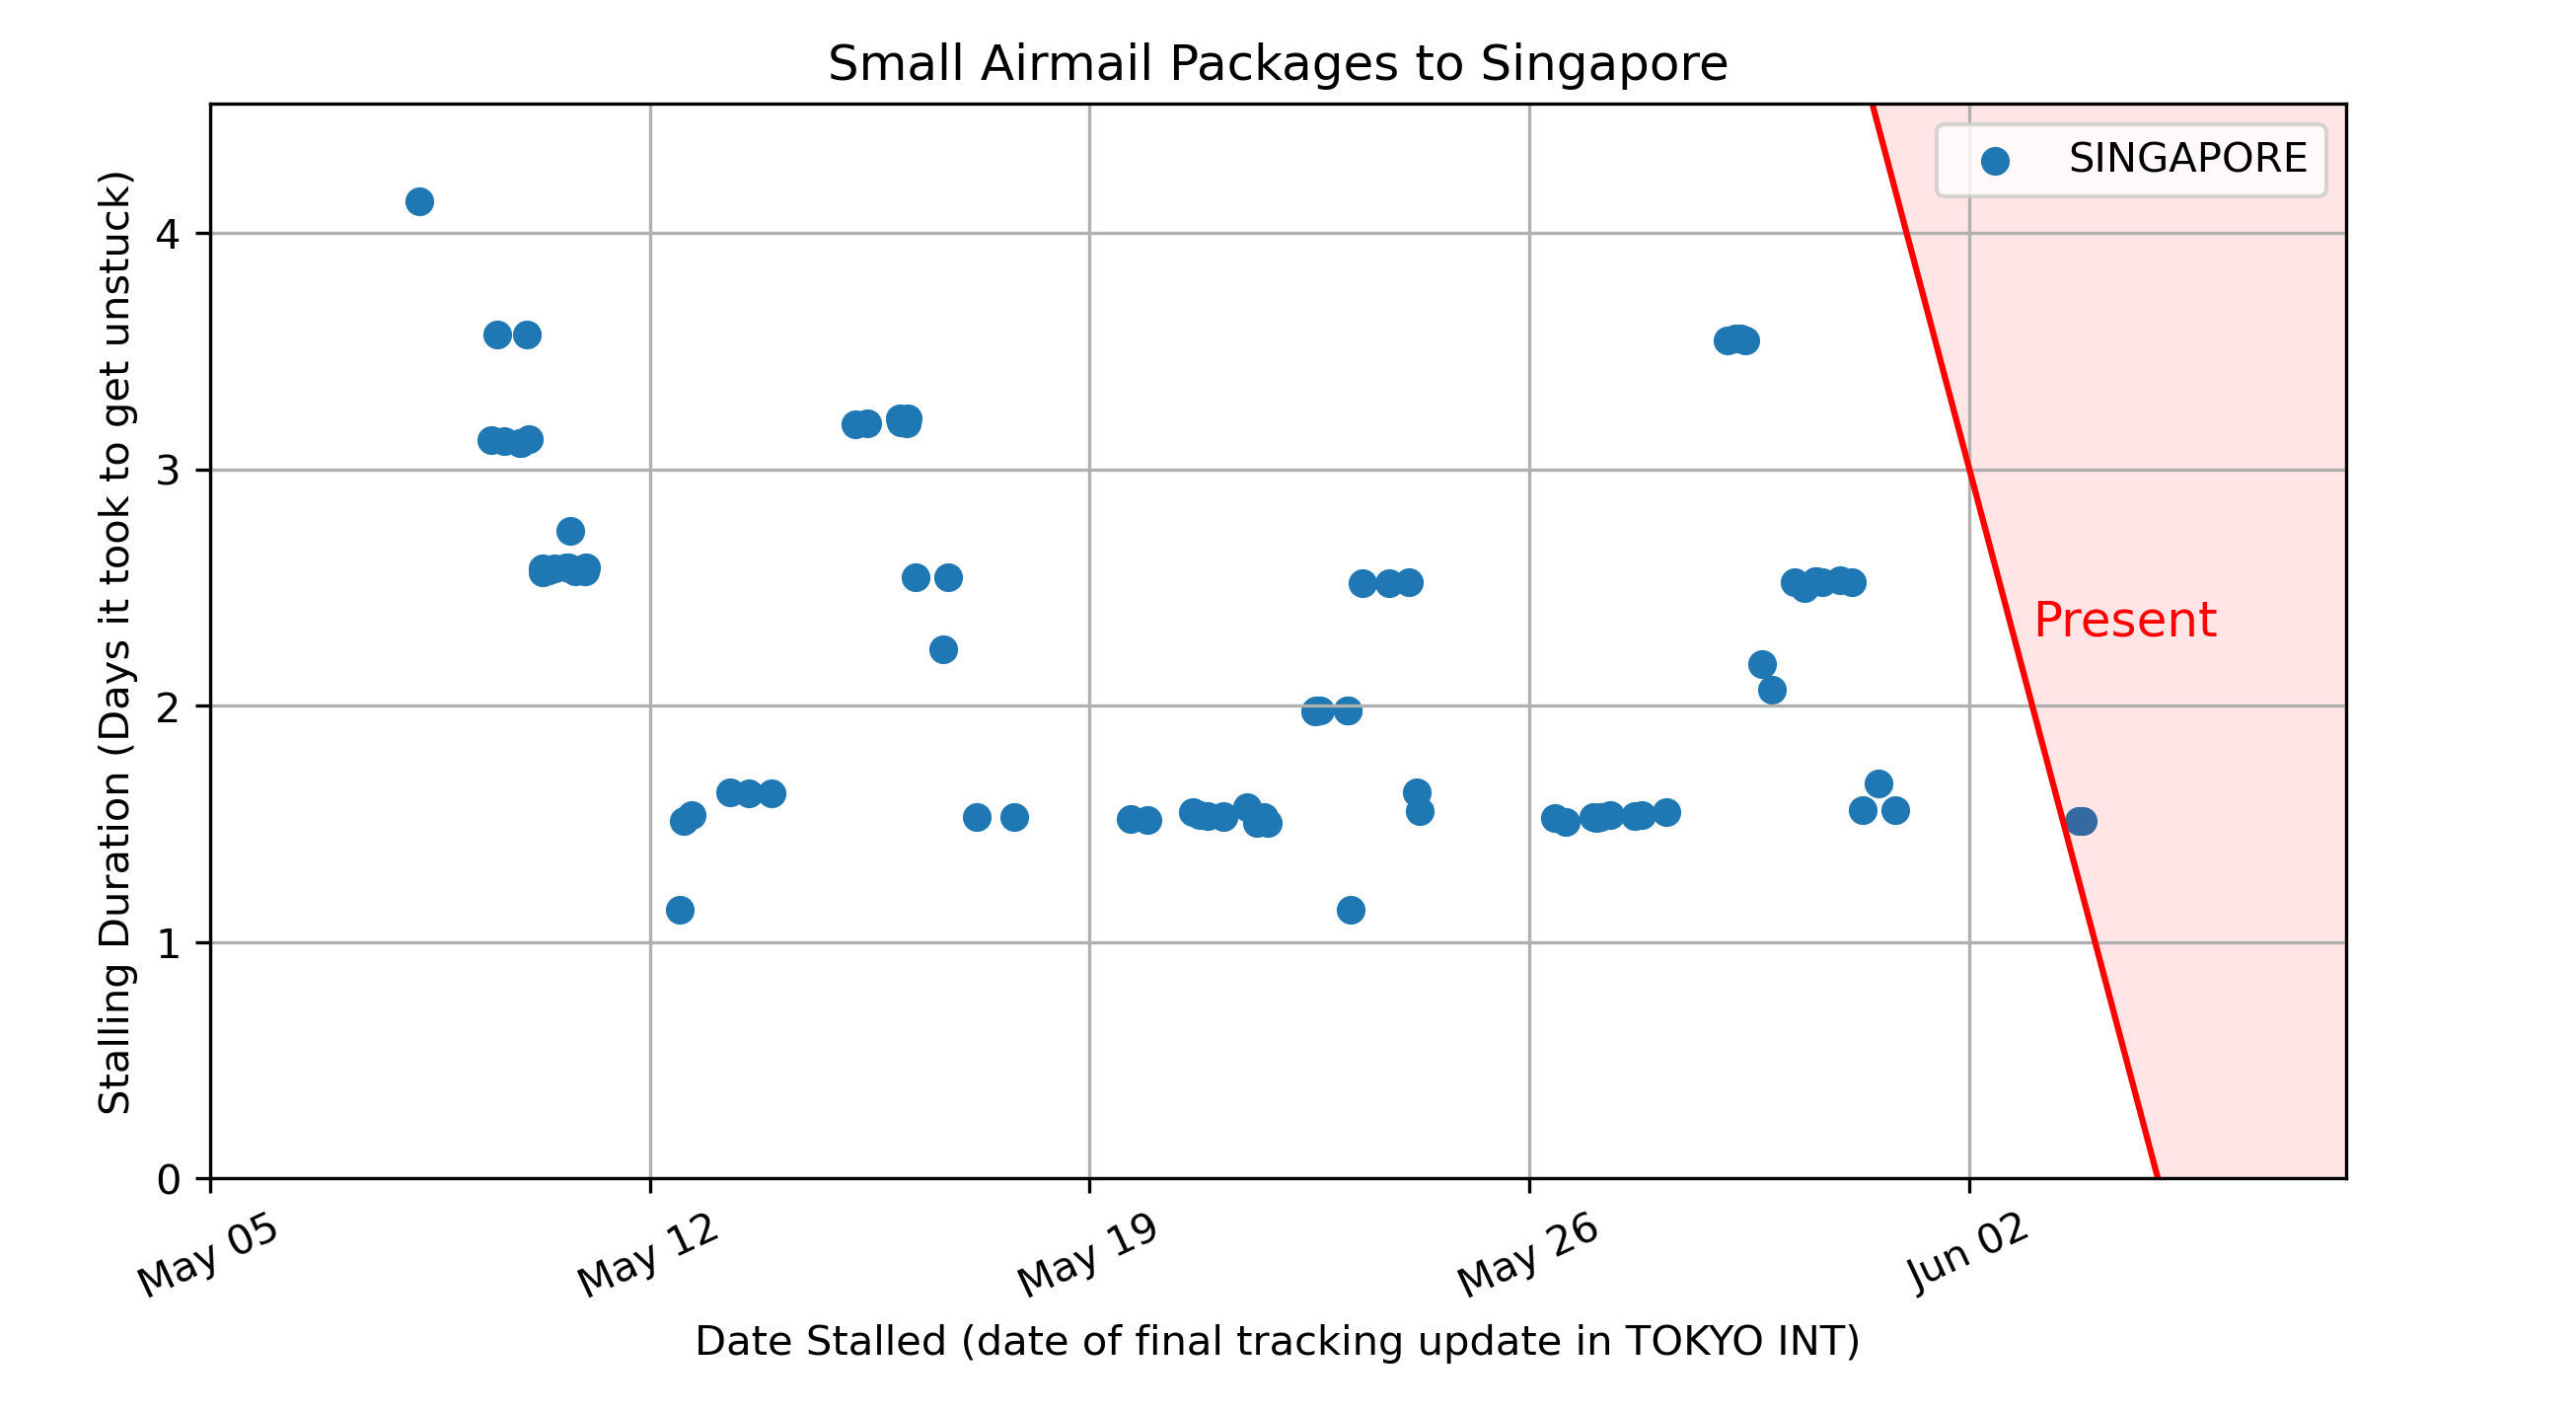 Small Airmail Packages to Singapore
SINGAPORE
Stalling Duration (Days it took to get unstuck)
4
3
2
1
0
Present
May 05
May 12
May 19
May 26
Jun 02
Date Stalled (date of final tracking update in TOKYO INT)